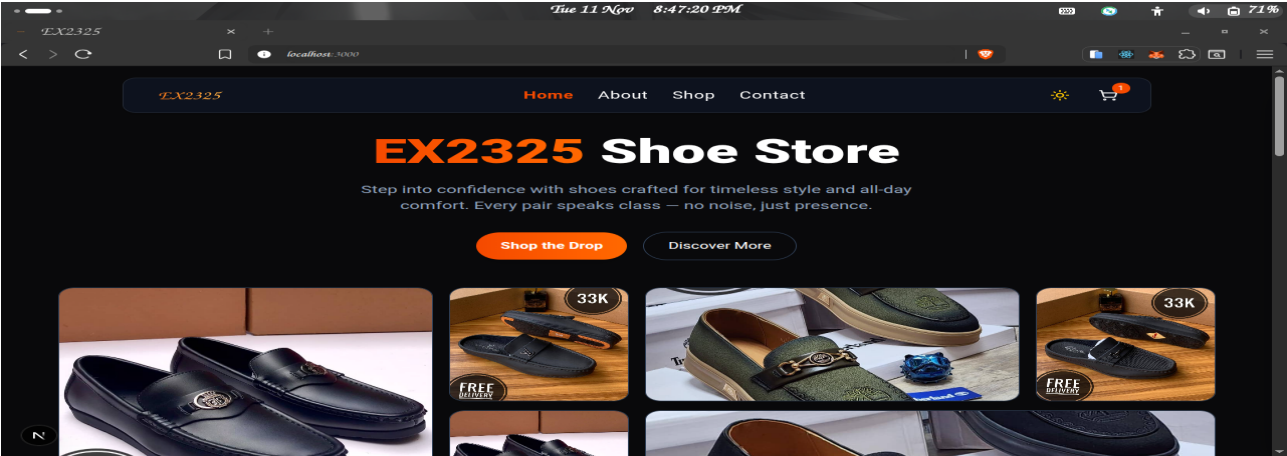 Tue 11 Nov 8:47:20 PM
71%
EX2325
localhost:3000
EX2325
Home About Shop Contact
1
EX2325 Shoe Store
Step into confidence with shoes crafted for timeless style and all-day
comfort. Every pair speaks class — no noise, just presence.
Shop the Drop
Discover More
33K
FREE
DELIVERY
33K
FREE
DELIVERY
N